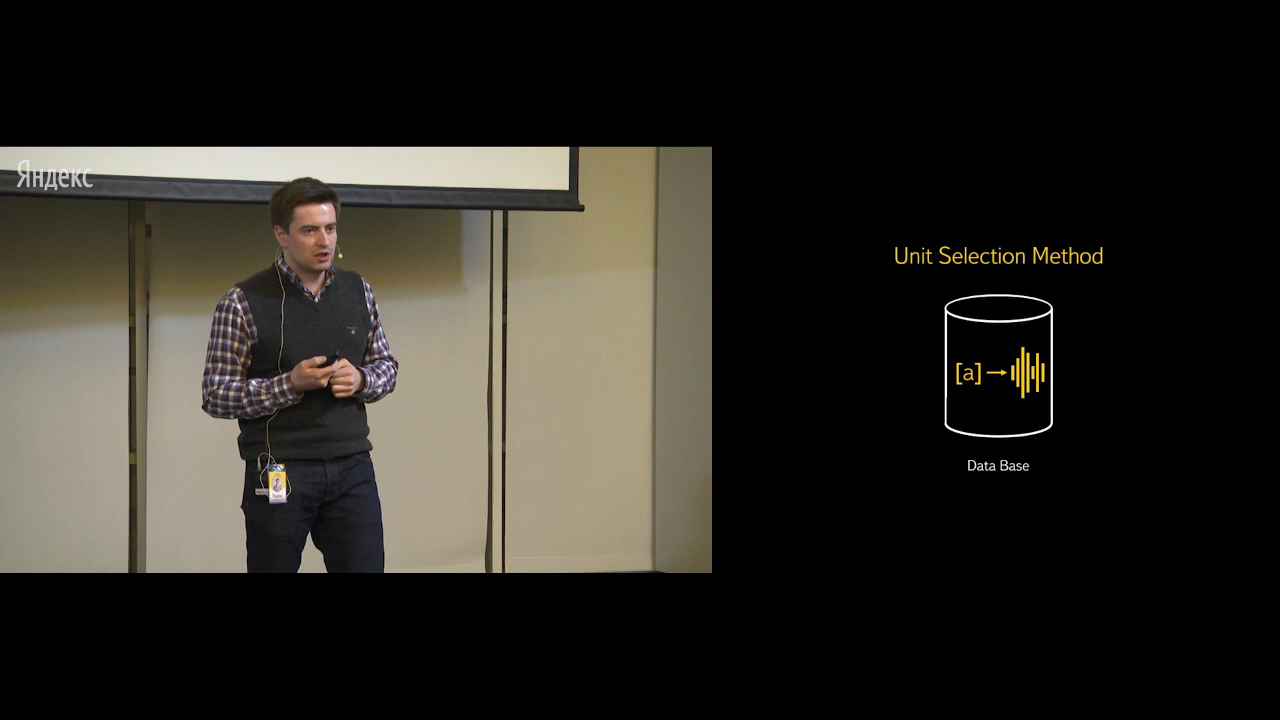 Яндекс
Unit Selection Method
[a]
Data Base